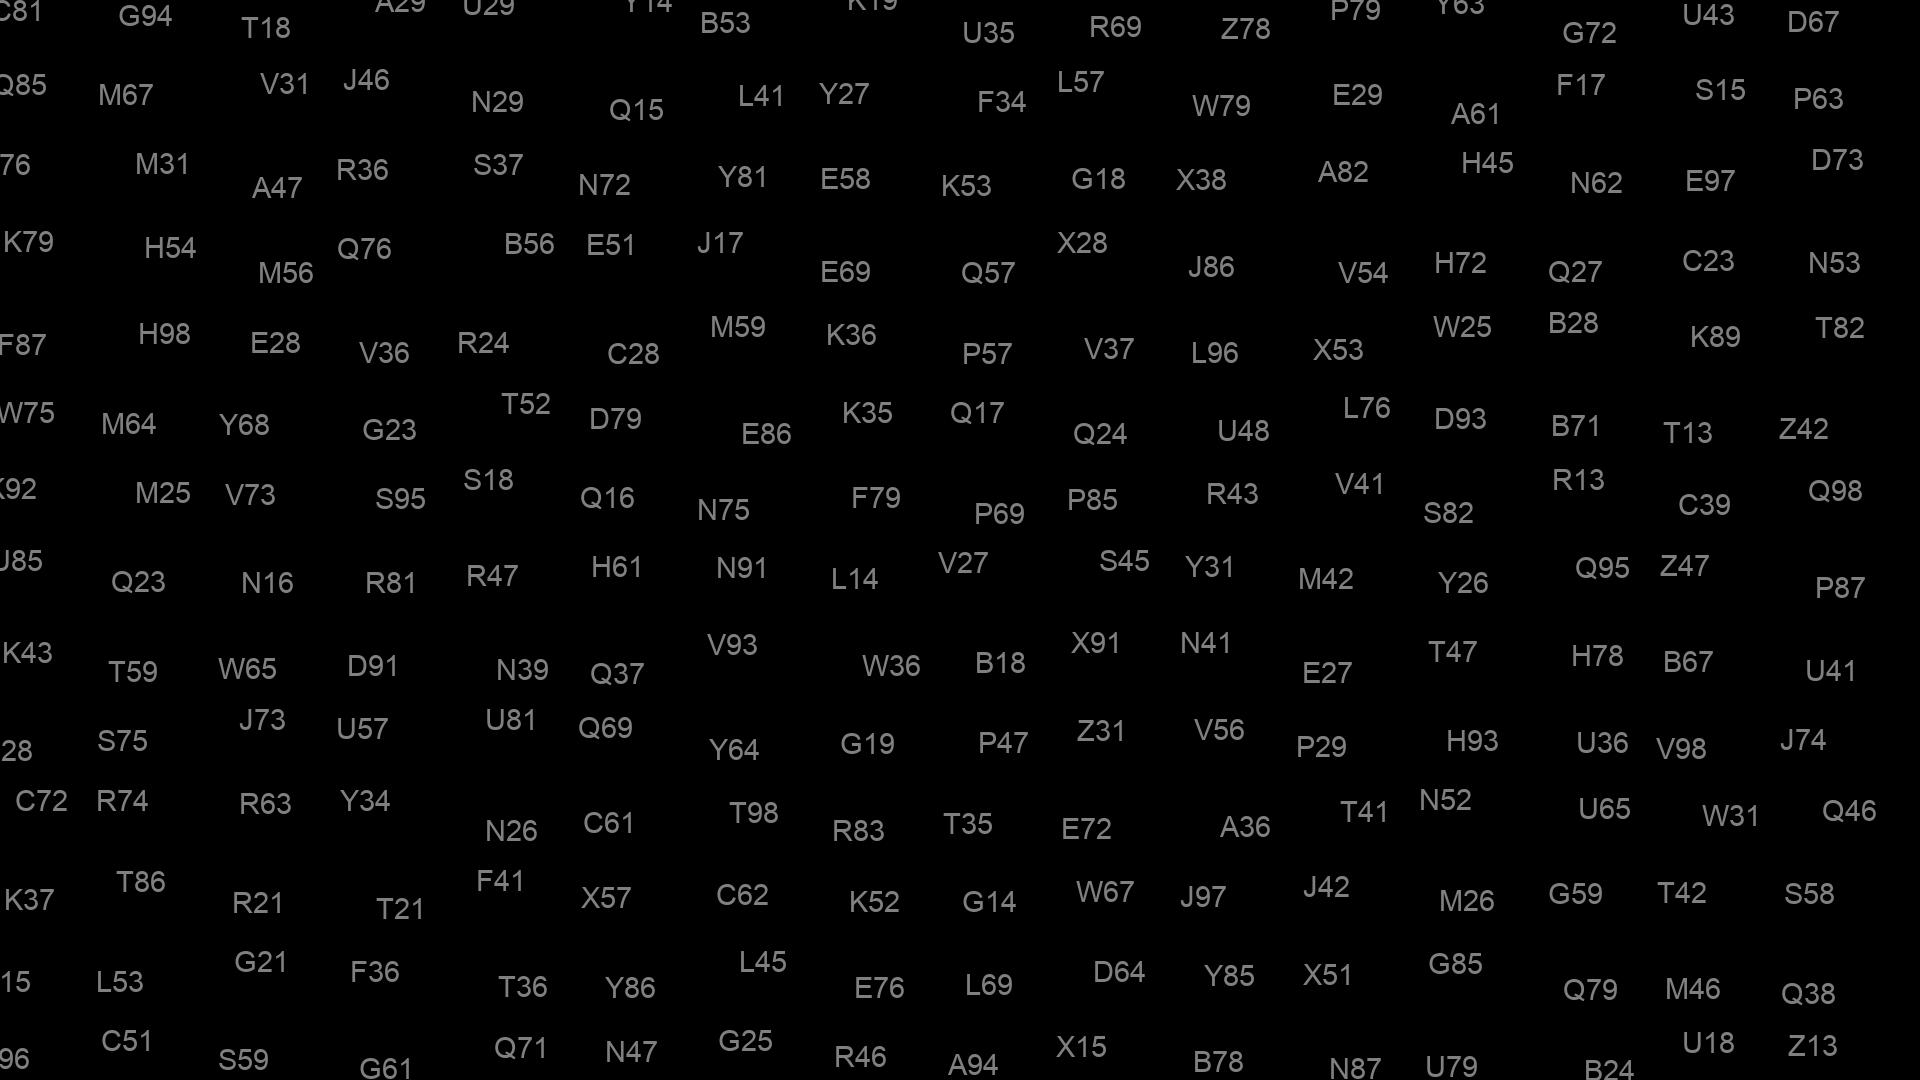 C81 G94 T18 A29 U29 Y14 B53 K19 U35 R69 Z78 P79 Y63 G72 U43 D67
Q85 M67 V31 J46 N29 Q15 L41 Y27 F34 L57 W79 E29 A61 F17 S15 P63
76 M31 A47 R36 S37 N72 Y81 E58 K53 G18 X38 A82 H45 N62 E97 D73
K79 H54 M56 Q76 B56 E51 J17 E69 Q57 X28 J86 V54 H72 Q27 C23 N53
F87 H98 E28 V36 R24 C28 M59 K36 P57 V37 L96 X53 W25 B28 K89 T82
W75 M64 Y68 G23 T52 D79 E86 K35 Q17 Q24 U48 L76 D93 B71 T13 Z42
K92 M25 V73 S95 S18 Q16 N75 F79 P69 P85 R43 V41 S82 R13 C39 Q98
U85 Q23 N16 R81 R47 H61 N91 L14 V27 S45 Y31 M42 Y26 Q95 Z47 P87
K43 T59 W65 D91 N39 Q37 V93 W36 B18 X91 N41 E27 T47 H78 B67 U41
28 S75 J73 U57 U81 Q69 Y64 G19 P47 Z31 V56 P29 H93 U36 V98 J74
C72 R74 R63 Y34 N26 C61 T98 R83 T35 E72 A36 T41 N52 U65 W31 Q46
K37 T86 R21 T21 F41 X57 C62 K52 G14 W67 J97 J42 M26 G59 T42 S58
15 L53 G21 F36 T36 Y86 L45 E76 L69 D64 Y85 X51 G85 Q79 M46 Q38
96 C51 S59 G61 Q71 N47 G25 R46 A94 X15 B78 N87 U79 B24 U18 Z13